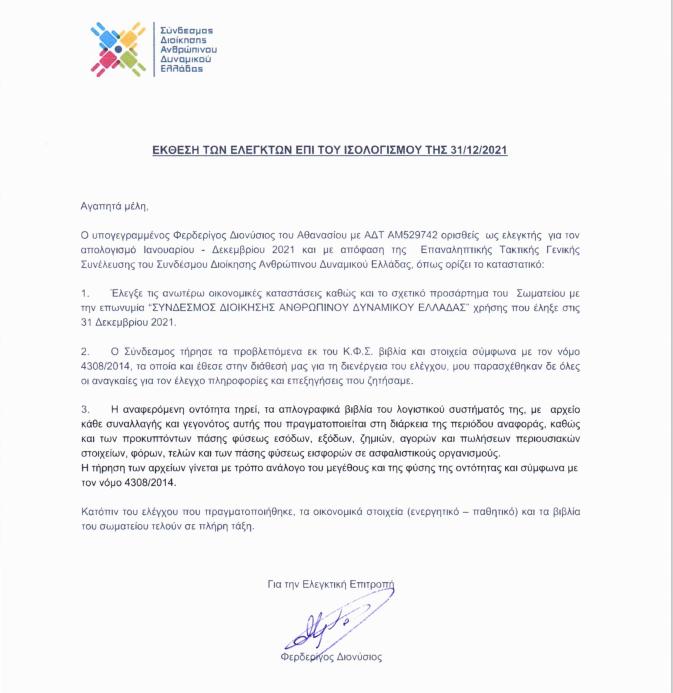 Σύνδεσμος
Διοίκησης
Ανθρώπινου
Δυναμικού
Ελλάδας
ΕΚΘΕΣΗ ΤΩΝ ΕΛΕΓΚΤΩΝ ΕΠΙ ΤΟΥ ΙΣΟΛΟΓΙΣΜΟΥ ΤΗΣ 31/12/2021
Αγαπητά μέλη,
Ο υπογεγραμμένος Φερδερίγος Διονύσιος του Αθανασίου με ΑΔΤ ΑΜ529742 ορισθείς ως ελεγκτής για τον
απολογισμό Ιανουαρίου - Δεκεμβρίου 2021 και με απόφαση της Επαναληπτικής Τακτικής Γενικής
Συνέλευσης του Συνδέσμου Διοίκησης Ανθρώπινου Δυναμικού Ελλάδας, όπως ορίζει το καταστατικό:
1. Έλεγξε τις ανωτέρω οικονομικές καταστάσεις καθώς και το σχετικό προσάρτημα του Σωματείου με
την επωνυμία “ΣΥΝΔΕΣΜΟΣ ΔΙΟΙΚΗΣΗΣ ΑΝΘΡΩΠΙΝΟΥ ΔΥΝΑΜΙΚΟΥ ΕΛΛΑΔΑΣ” χρήσης που έληξε στις
31 Δεκεμβρίου 2021.
2. Ο Σύνδεσμος τήρησε τα προβλεπόμενα εκ του Κ.Φ.Σ. βιβλία και στοιχεία σύμφωνα με τον νόμο
4308/2014, τα οποία και έθεσε στην διάθεσή μας για τη διενέργεια του ελέγχου, μου παρασχέθηκαν δε όλες
οι αναγκαίες για τον έλεγχο πληροφορίες και επεξηγήσεις που ζητήσαμε.
3. Η αναφερόμενη οντότητα τηρεί, τα απλογραφικά βιβλία του λογιστικού συστήματός της, με αρχείο
κάθε συναλλαγής και γεγονότος αυτής που πραγματοποιείται στη διάρκεια της περιόδου αναφοράς, καθώς
και των προκυπτόντων πάσης φύσεως εσόδων, εξόδων, ζημιών, αγορών και πωλήσεων περιουσιακών
στοιχείων, φόρων, τελών και των πάσης φύσεως εισφορών σε ασφαλιστικούς οργανισμούς.
Η τήρηση των αρχείων γίνεται με τρόπο ανάλογο του μεγέθους και της φύσης της οντότητας και σύμφωνα με
τον νόμο 4308/2014.
Κατόπιν του ελέγχου που πραγματοποιήθηκε, τα οικονομικά στοιχεία (ενεργητικό – παθητικό) και τα βιβλία
του σωματείου τελούν σε πλήρη τάξη.
Για την Ελεγκτική Επιτροπή
Φερδερίγος Διονύσιος